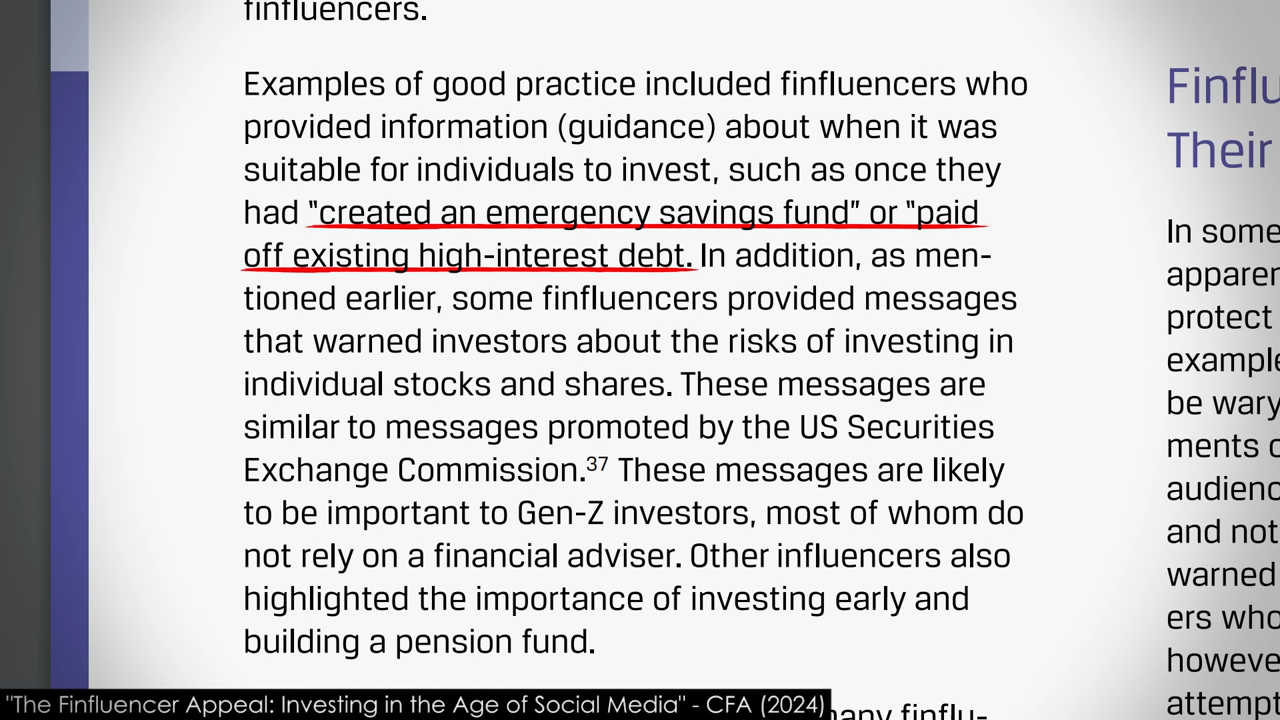 finfluencers.
Examples of good practice included finfluencers who
provided information (guidance) about when it was
suitable for individuals to invest, such as once they
had “created an emergency savings fund” or “paid
off existing high-interest debt. In addition, as men-
tioned earlier, some finfluencers provided messages
that warned investors about the risks of investing in
individual stocks and shares. These messages are
similar to messages promoted by the US Securities
Exchange Commission.37 These messages are likely
to be important to Gen-Z investors, most of whom do
not rely on a financial adviser. Other influencers also
highlighted the importance of investing early and
building a pension fund.
finflu-
Finflu
Their
In some
apparen
protect
example
be wary
ments o
audienc
and not
warned
ers who
howeve
attempt
"The Finfluencer Appeal: Investing in the Age of Social Media" - CFA (2024)